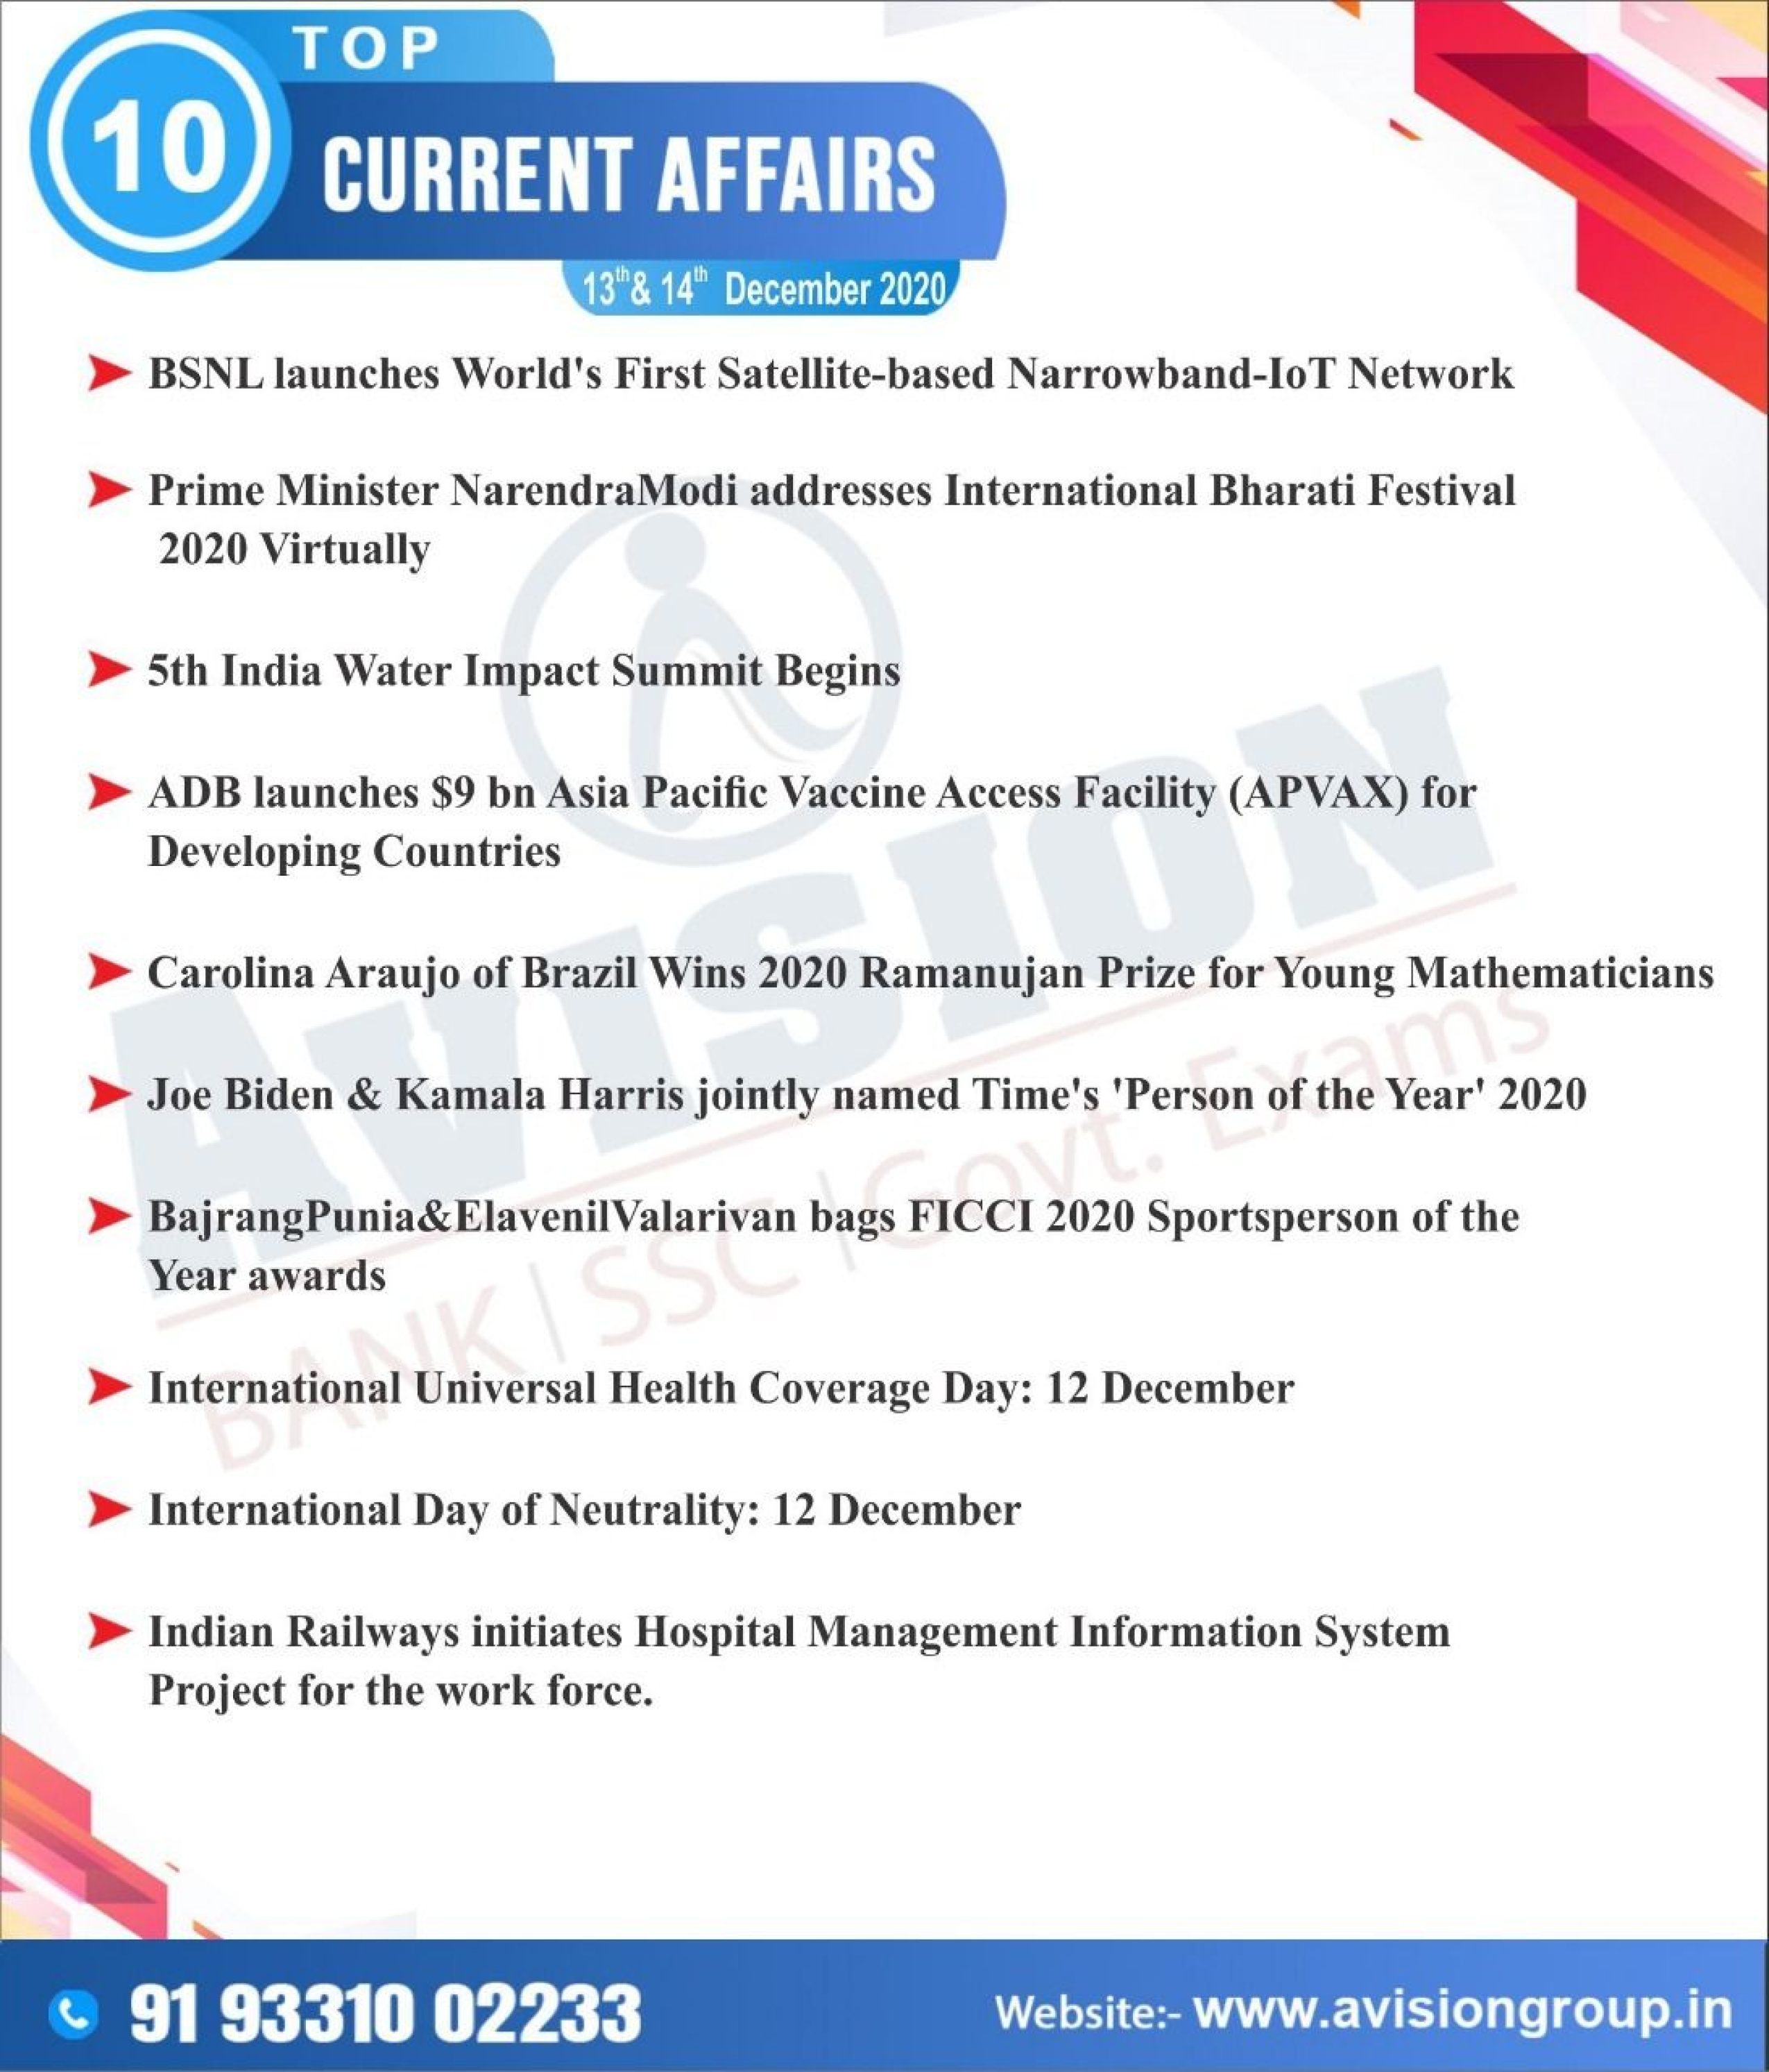 TOP
10
CURRENT AFFAIRS
13th& 14th December 2020
➤ BSNL launches World's First Satellite-based Narrowband-IoT Network
➤ Prime Minister NarendraModi addresses International Bharati Festival
2020 Virtually
➤ 5th India Water Impact Summit Begins
➤ ADB launches $9 bn Asia Pacific Vaccine Access Facility (APVAX) for
Developing Countries
➤ Carolina Araujo of Brazil Wins 2020 Ramanujan Prize for Young Mathematicians
➤ Joe Biden & Kamala Harris jointly named Time's 'Person of the Year' 2020
➤ BajrangPunia&ElavenilValarivan bags FICCI 2020 Sportsperson of the
Year awards
➤ International Universal Health Coverage Day: 12 December
➤ International Day of Neutrality: 12 December
➤ Indian Railways initiates Hospital Management Information System
Project for the work force.
AVISION
BANK | SSC | Govt. Exams
91 93310 02233
Website:- www.avisiongroup.in